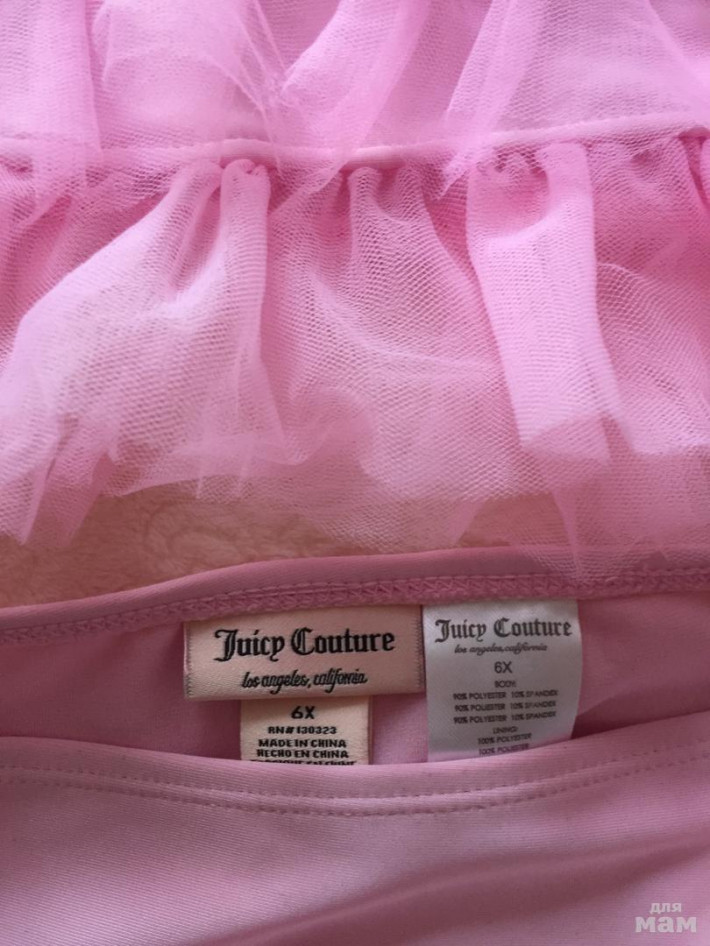 Juicy Couture
los angeles, california
6X
RN# 130323
MADE IN CHINA
HECHO EN CHINA
Juicy Couture
los angeles, california
6X
BODY:
90% POLYESTER 10% SPANDEX
90% POLYESTER 10% SPANDEX
90% POLYESTER 10% SPANDEX
LINING:
100% POLYESTER
100% POLYESTER
для
мам